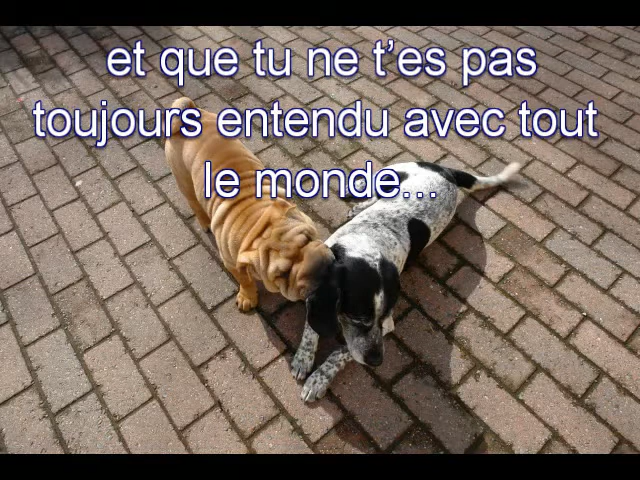 et que tu ne t’es pas
toujours entendu avec tout
le monde...